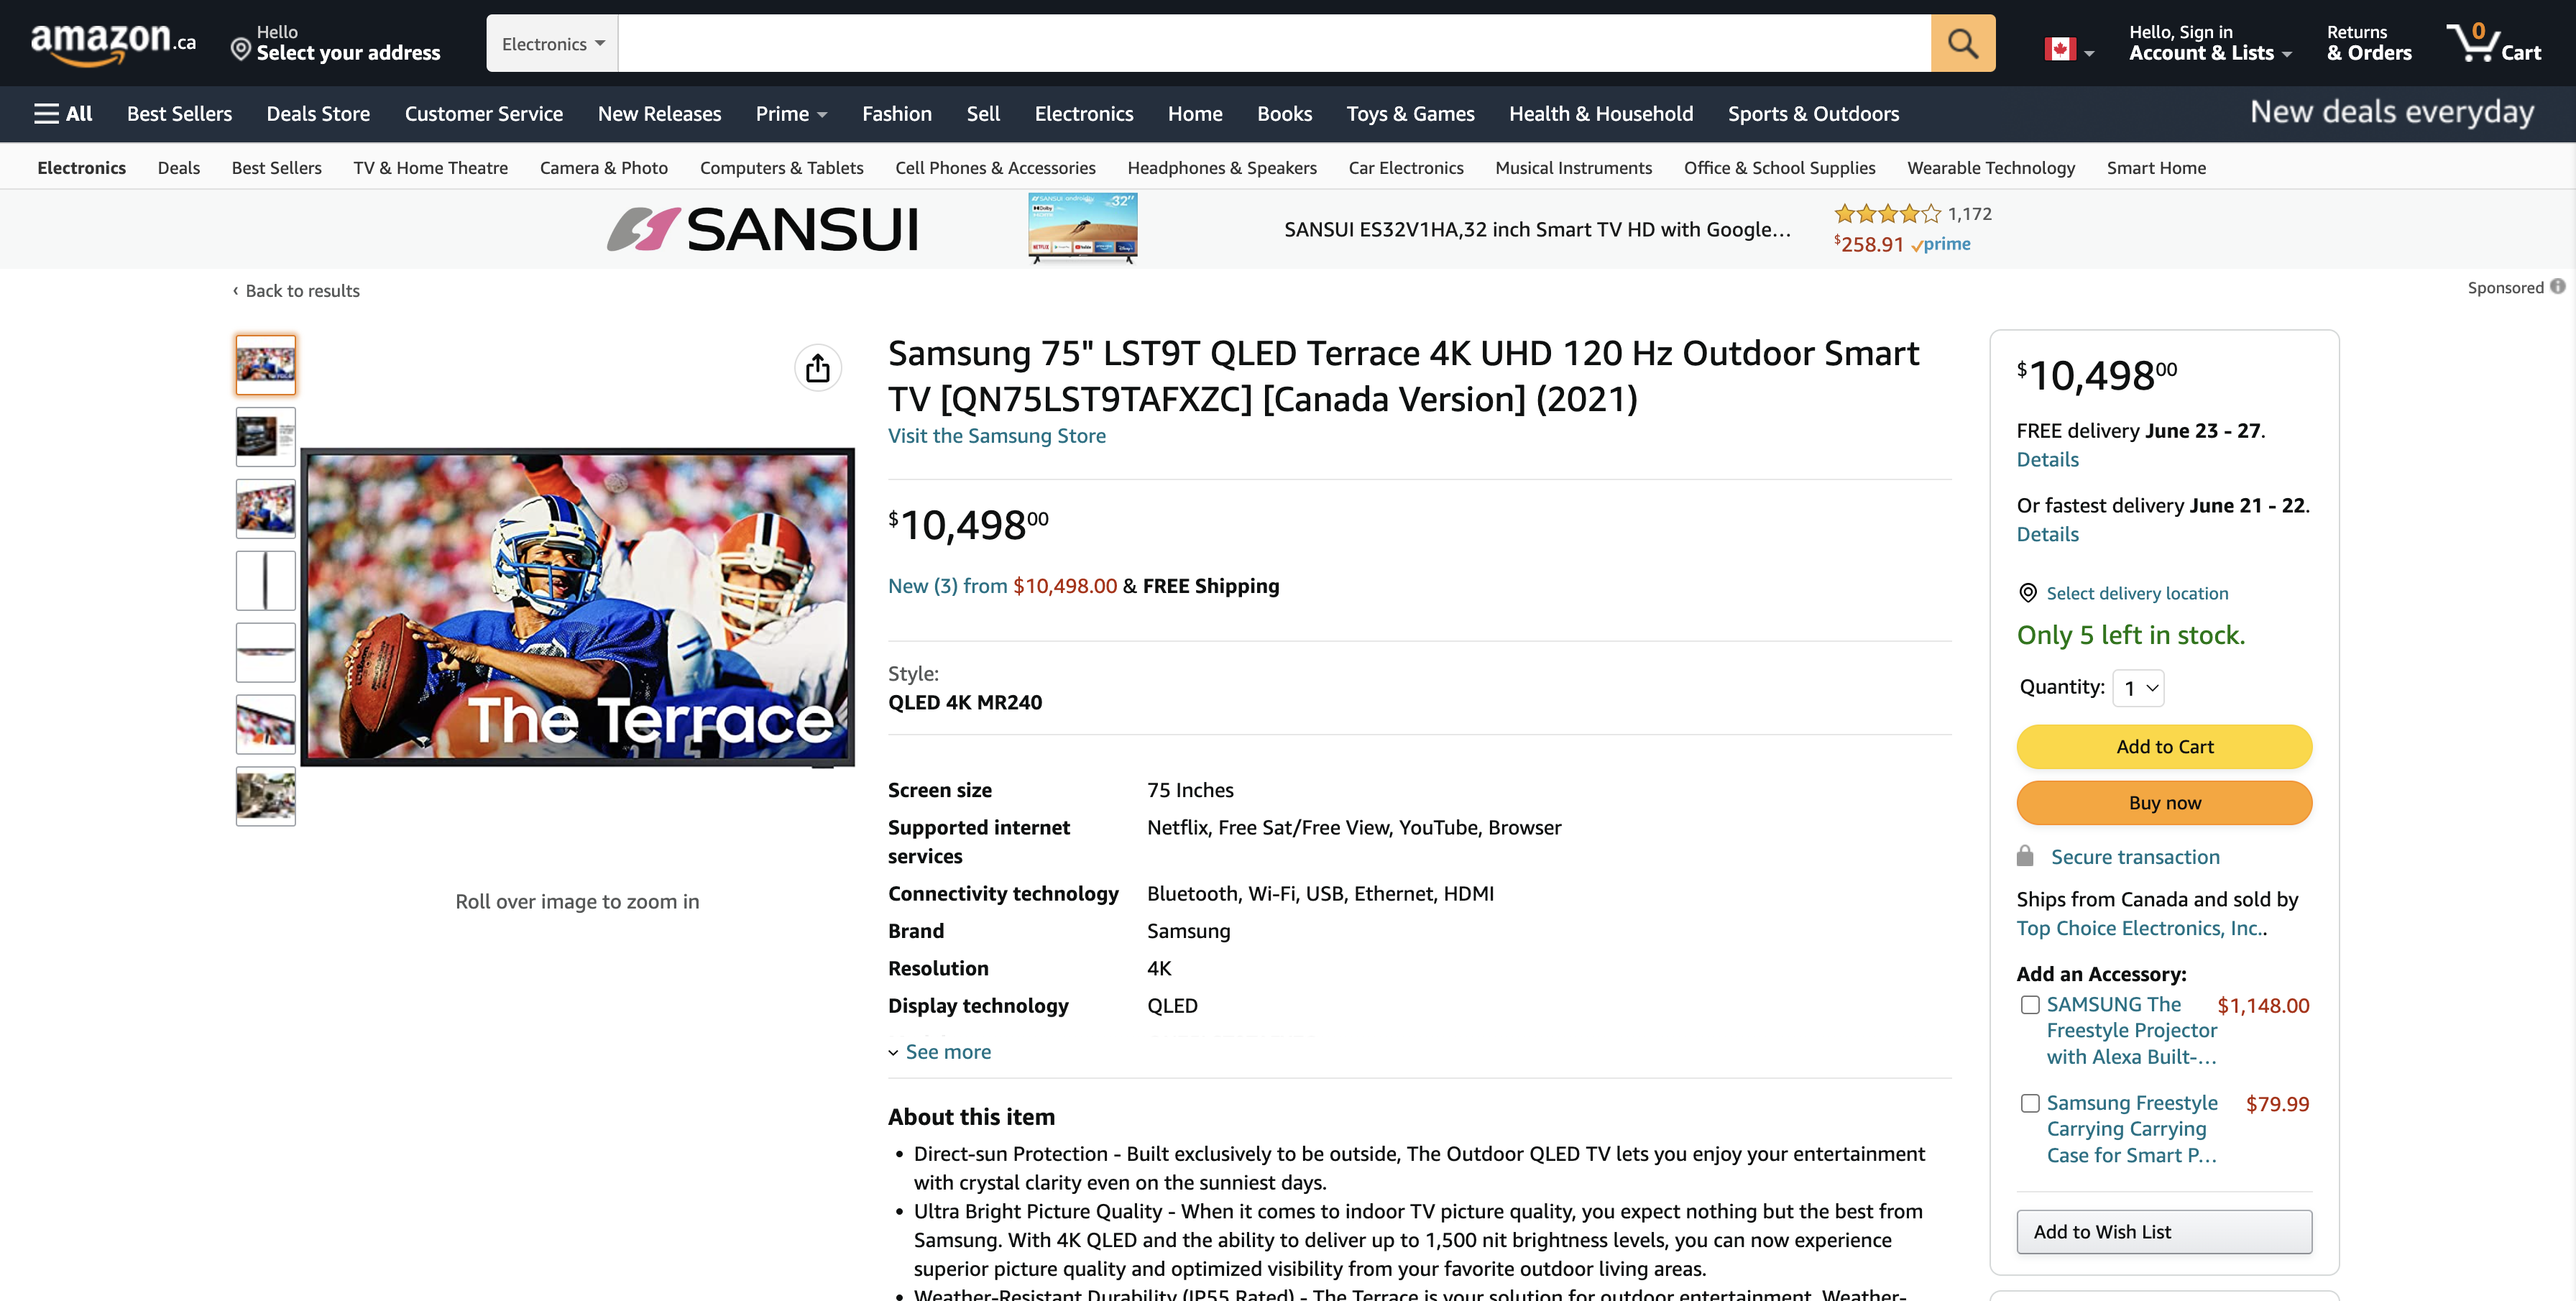 amazon.ca
Hello
Select your address
Electronics
Hello, Sign in
Account & Lists
Returns
& Orders
0
Cart
All
Best Sellers
Deals Store
Customer Service
New Releases
Prime
Fashion
Sell
Electronics
Home
Books
Toys & Games
Health & Household
Sports & Outdoors
New deals everyday
Electronics
Deals
Best Sellers
TV & Home Theatre
Camera & Photo
Computers & Tablets
Cell Phones & Accessories
Headphones & Speakers
Car Electronics
Musical Instruments
Office & School Supplies
Wearable Technology
Smart Home
SANSUI
32"
SANSUI ES32V1HA,32 inch Smart TV HD with Google...
1,172
$258.91 prime
‹ Back to results
Sponsored
The Terrace
Roll over image to zoom in
Samsung 75" LST9T QLED Terrace 4K UHD 120 Hz Outdoor Smart
TV [QN75LST9TAFXZC] [Canada Version] (2021)
Visit the Samsung Store
$10,49800
New (3) from $10,498.00 & FREE Shipping
Style:
QLED 4K MR240
Screen size 75 Inches
Supported internet Netflix, Free Sat/Free View, YouTube, Browser
services
Connectivity technology Bluetooth, Wi-Fi, USB, Ethernet, HDMI
Brand Samsung
Resolution 4K
Display technology QLED
See more
About this item
• Direct-sun Protection - Built exclusively to be outside, The Outdoor QLED TV lets you enjoy your entertainment
with crystal clarity even on the sunniest days.
• Ultra Bright Picture Quality - When it comes to indoor TV picture quality, you expect nothing but the best from
Samsung. With 4K QLED and the ability to deliver up to 1,500 nit brightness levels, you can now experience
superior picture quality and optimized visibility from your favorite outdoor living areas.
• Weather-Resistant Durability (IP55 Rated) - The Terrace is your solution for outdoor entertainment. Weather-
$10,49800
FREE delivery June 23 - 27.
Details
Or fastest delivery June 21 - 22.
Details
Select delivery location
Only 5 left in stock.
Quantity: 1
Add to Cart
Buy now
Secure transaction
Ships from Canada and sold by
Top Choice Electronics, Inc..
Add an Accessory:
SAMSUNG The $1,148.00
Freestyle Projector
with Alexa Built-...
Samsung Freestyle $79.99
Carrying Carrying
Case for Smart P...
Add to Wish List